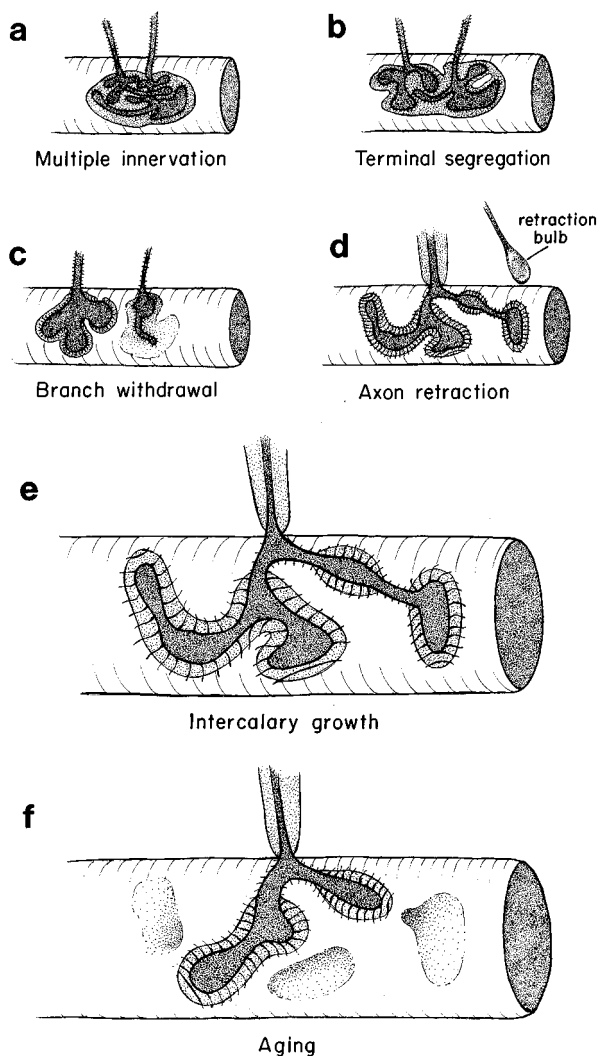 a
b
Multiple innervation
Terminal segregation
c
d
retraction
bulb
Branch withdrawal
Axon retraction
e
Intercalary growth
f
Aging